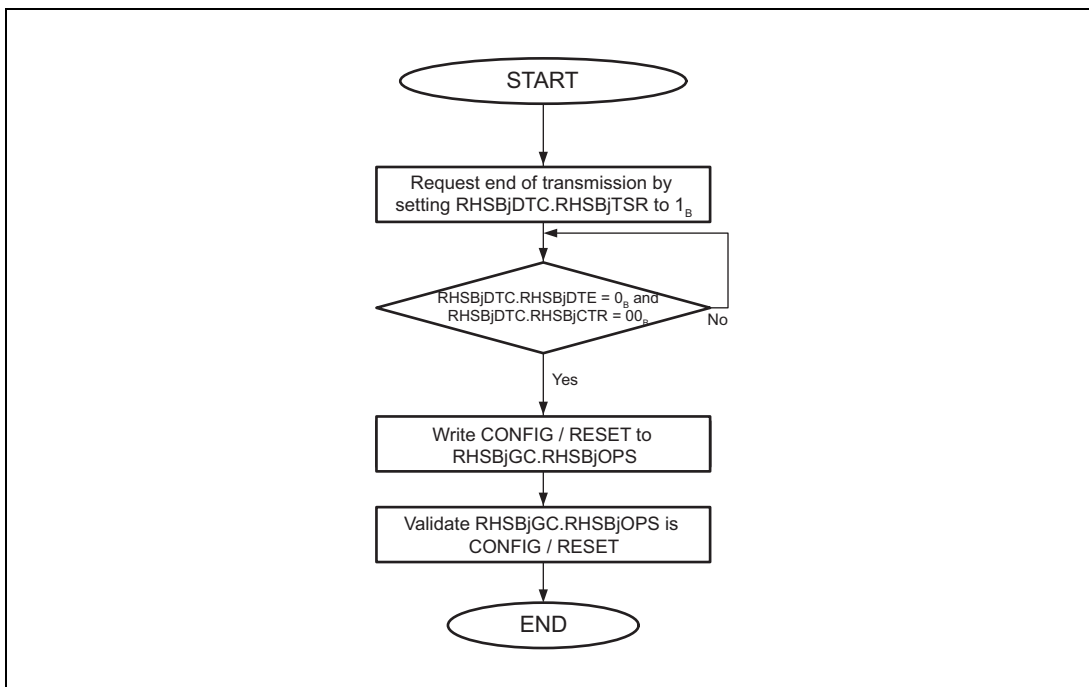 START
Request end of transmission by
setting RHSBjDTC.RHSBjTSR to 1B
RHSBjDTC.RHSBjDTE = 0B and
RHSBjDTC.RHSBjCTR = 00B
No
Yes
Write CONFIG / RESET to
RHSBjGC.RHSBjOPS
Validate RHSBjGC.RHSBjOPS is
CONFIG / RESET
END